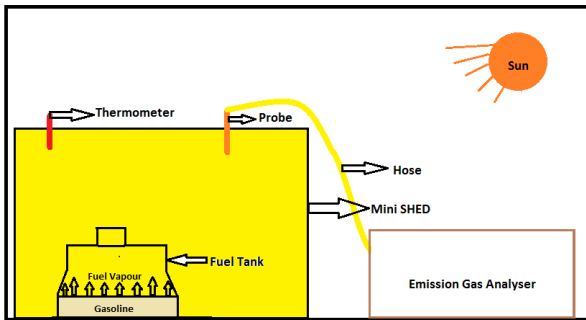 Sun
Thermometer
Probe
Hose
Mini SHED
Fuel Tank
Fuel Vapour
Emission Gas Analyser
Gasoline